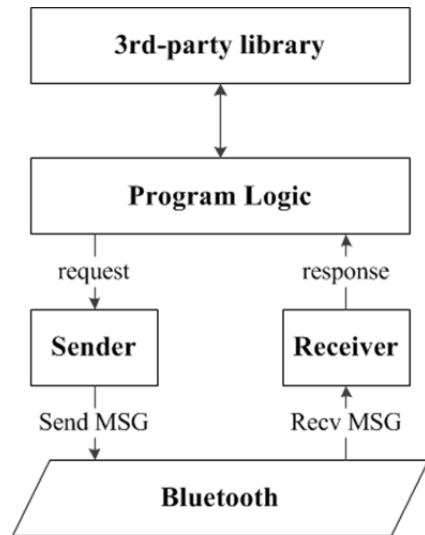 3rd-party library
Program Logic
request
response
Sender
Receiver
Send MSG
Recv MSG
Bluetooth